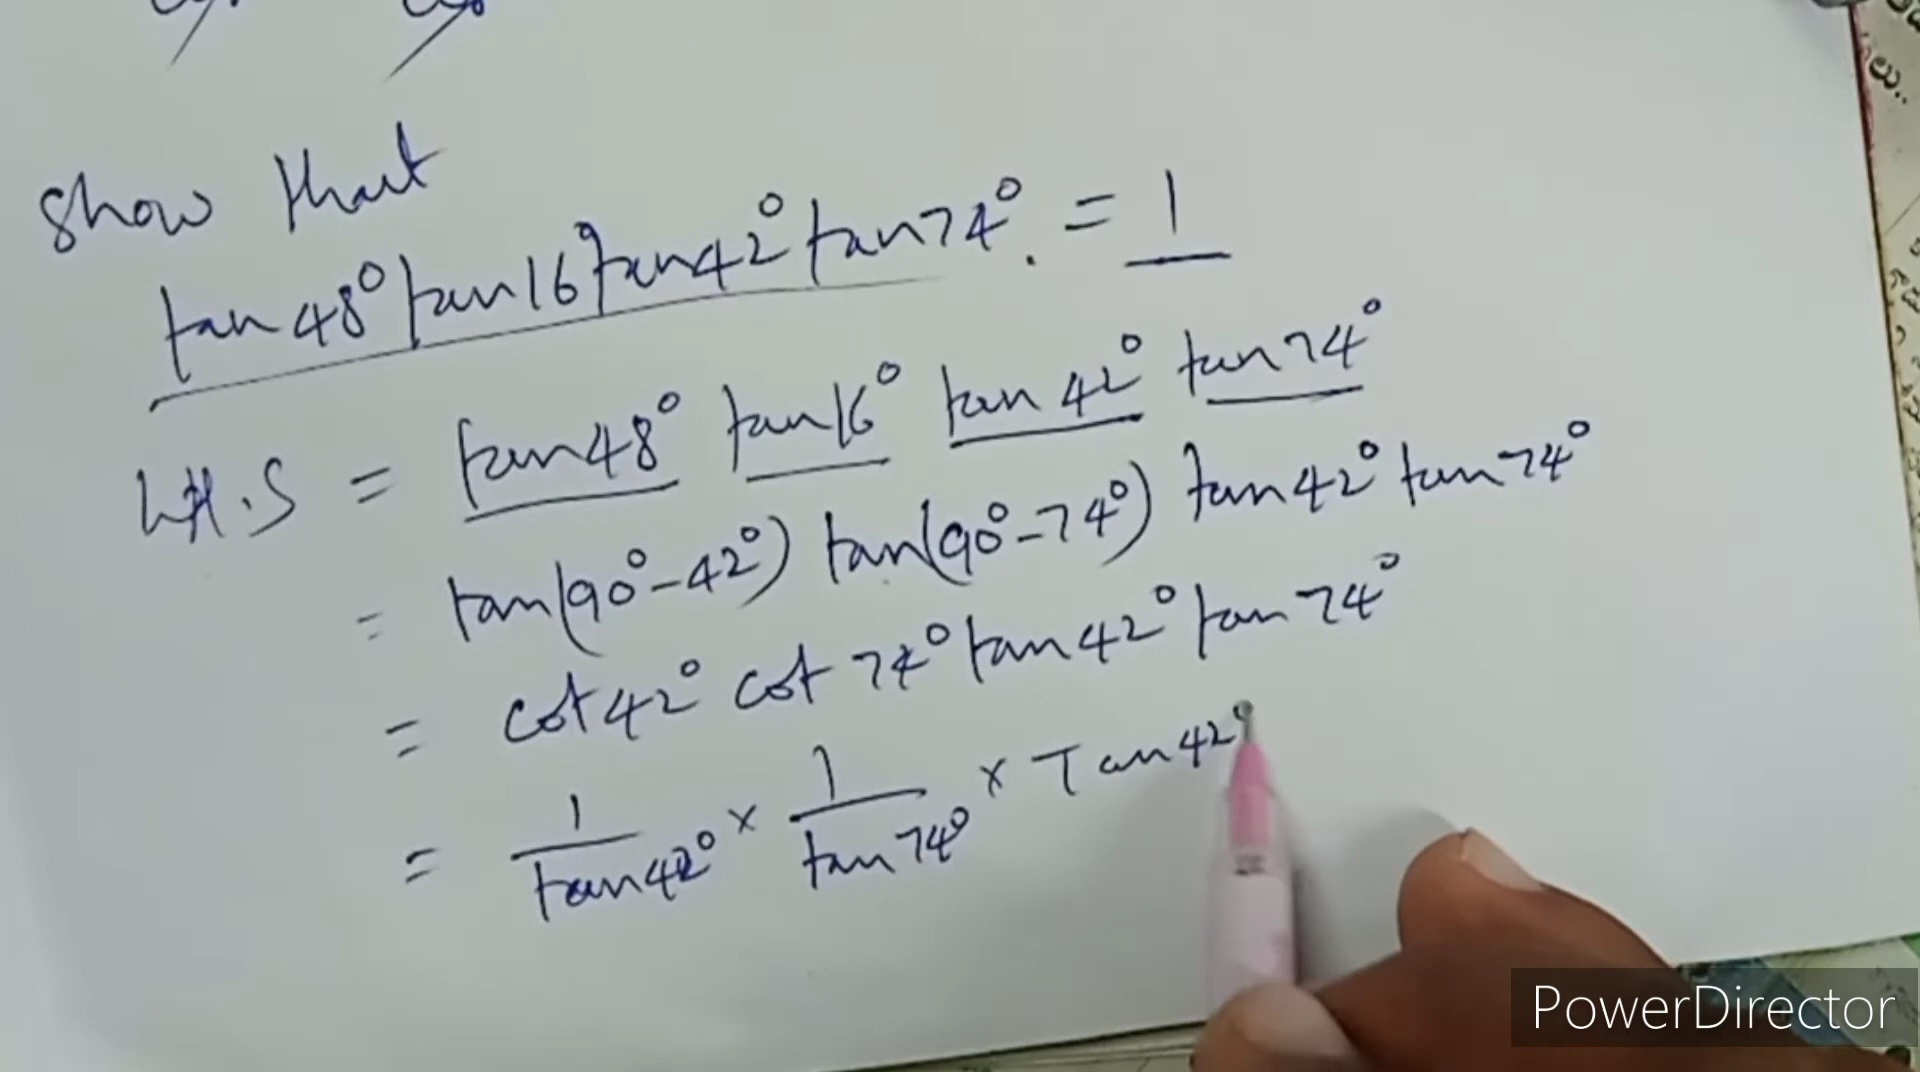 Show that
tan48° tan16° tan42° tan74°. = 1
L.H.S = tan48° tan16° tan42° tan74°
= tan(90°-42°) tan(90°-74°) tan42° tan74°
= cot42° cot74° tan42° tan74°
= 1/tan42° × 1/tan74° × Tan42°
PowerDirector